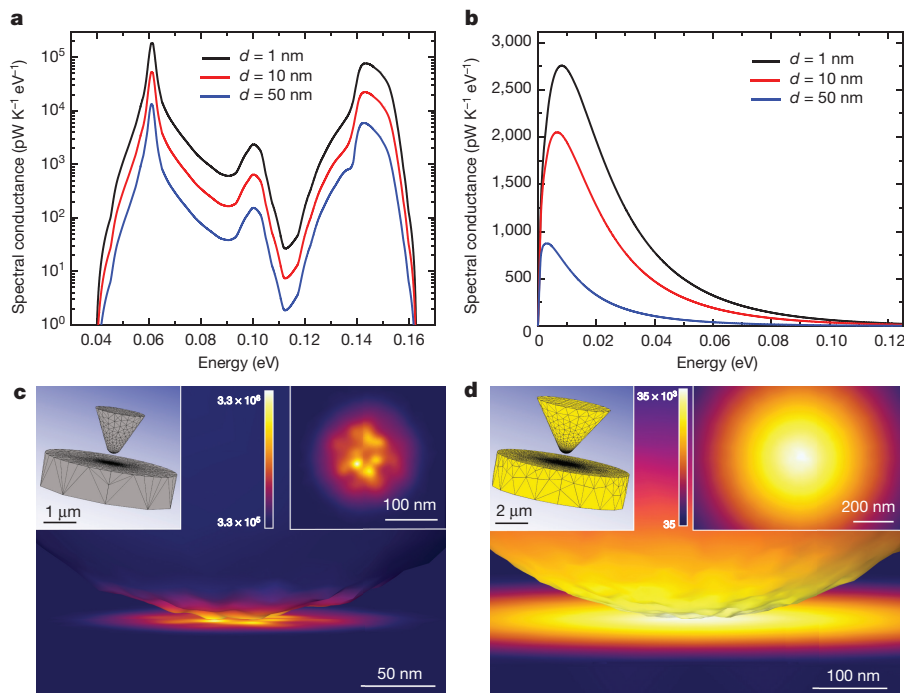 a
Spectral conductance (pW K⁻¹ eV⁻¹)
10⁵
10⁴
10³
10²
10¹
10⁰
d = 1 nm
d = 10 nm
d = 50 nm
0.04 0.06 0.08 0.10 0.12 0.14 0.16
Energy (eV)
b
Spectral conductance (pW K⁻¹ eV⁻¹)
3,000
2,500
2,000
1,500
1,000
500
0
d = 1 nm
d = 10 nm
d = 50 nm
0 0.02 0.04 0.06 0.08 0.10 0.12
Energy (eV)
c
1 μm
3.3 × 10⁶
3.3 × 10⁵
100 nm
50 nm
d
2 μm
35 × 10³
35
200 nm
100 nm